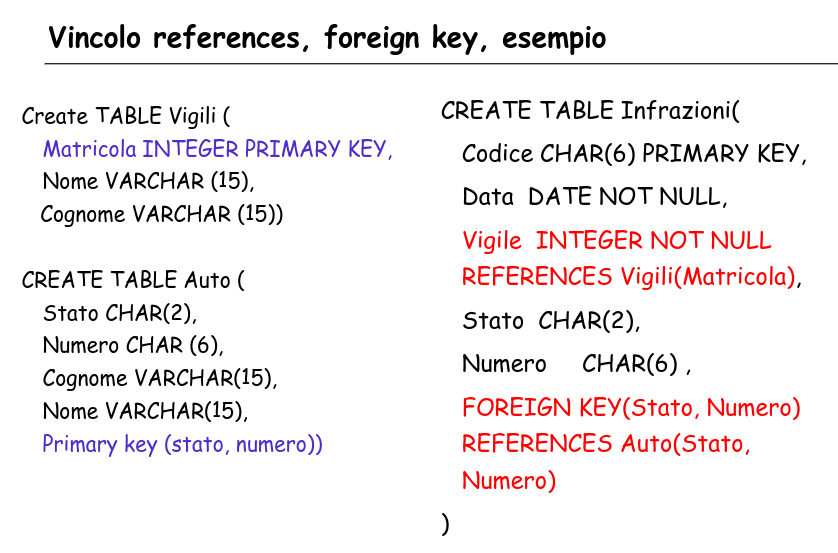 Vincolo references, foreign key, esempio
Create TABLE Vigili (
Matricola INTEGER PRIMARY KEY,
Nome VARCHAR (15),
Cognome VARCHAR (15))
CREATE TABLE Auto (
Stato CHAR(2),
Numero CHAR (6),
Cognome VARCHAR(15),
Nome VARCHAR(15),
Primary key (stato, numero))
CREATE TABLE Infrazioni(
Codice CHAR(6) PRIMARY KEY,
Data DATE NOT NULL,
Vigile INTEGER NOT NULL
REFERENCES Vigili(Matricola),
Stato CHAR(2),
Numero CHAR(6) ,
FOREIGN KEY(Stato, Numero)
REFERENCES Auto(Stato,
Numero)
)